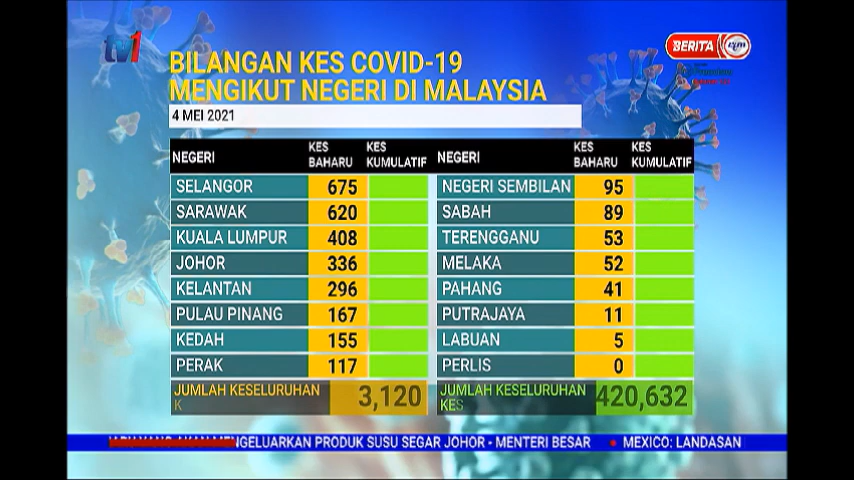 tv1
BERITA rtm
BILANGAN KES COVID-19
MENGIKUT NEGERI DI MALAYSIA
4 MEI 2021
NEGERI KES BAHARU KES KUMULATIF NEGERI KES BAHARU KES KUMULATIF
SELANGOR 675 NEGERI SEMBILAN 95
SARAWAK 620 SABAH 89
KUALA LUMPUR 408 TERENGGANU 53
JOHOR 336 MELAKA 52
KELANTAN 296 PAHANG 41
PULAU PINANG 167 PUTRAJAYA 11
KEDAH 155 LABUAN 5
PERAK 117 PERLIS 0
JUMLAH KESELURUHAN K 3,120 JUMLAH KESELURUHAN KES 420,632
MENGELUARKAN PRODUK SUSU SEGAR JOHOR - MENTERI BESAR • MEXICO: LANDASAN